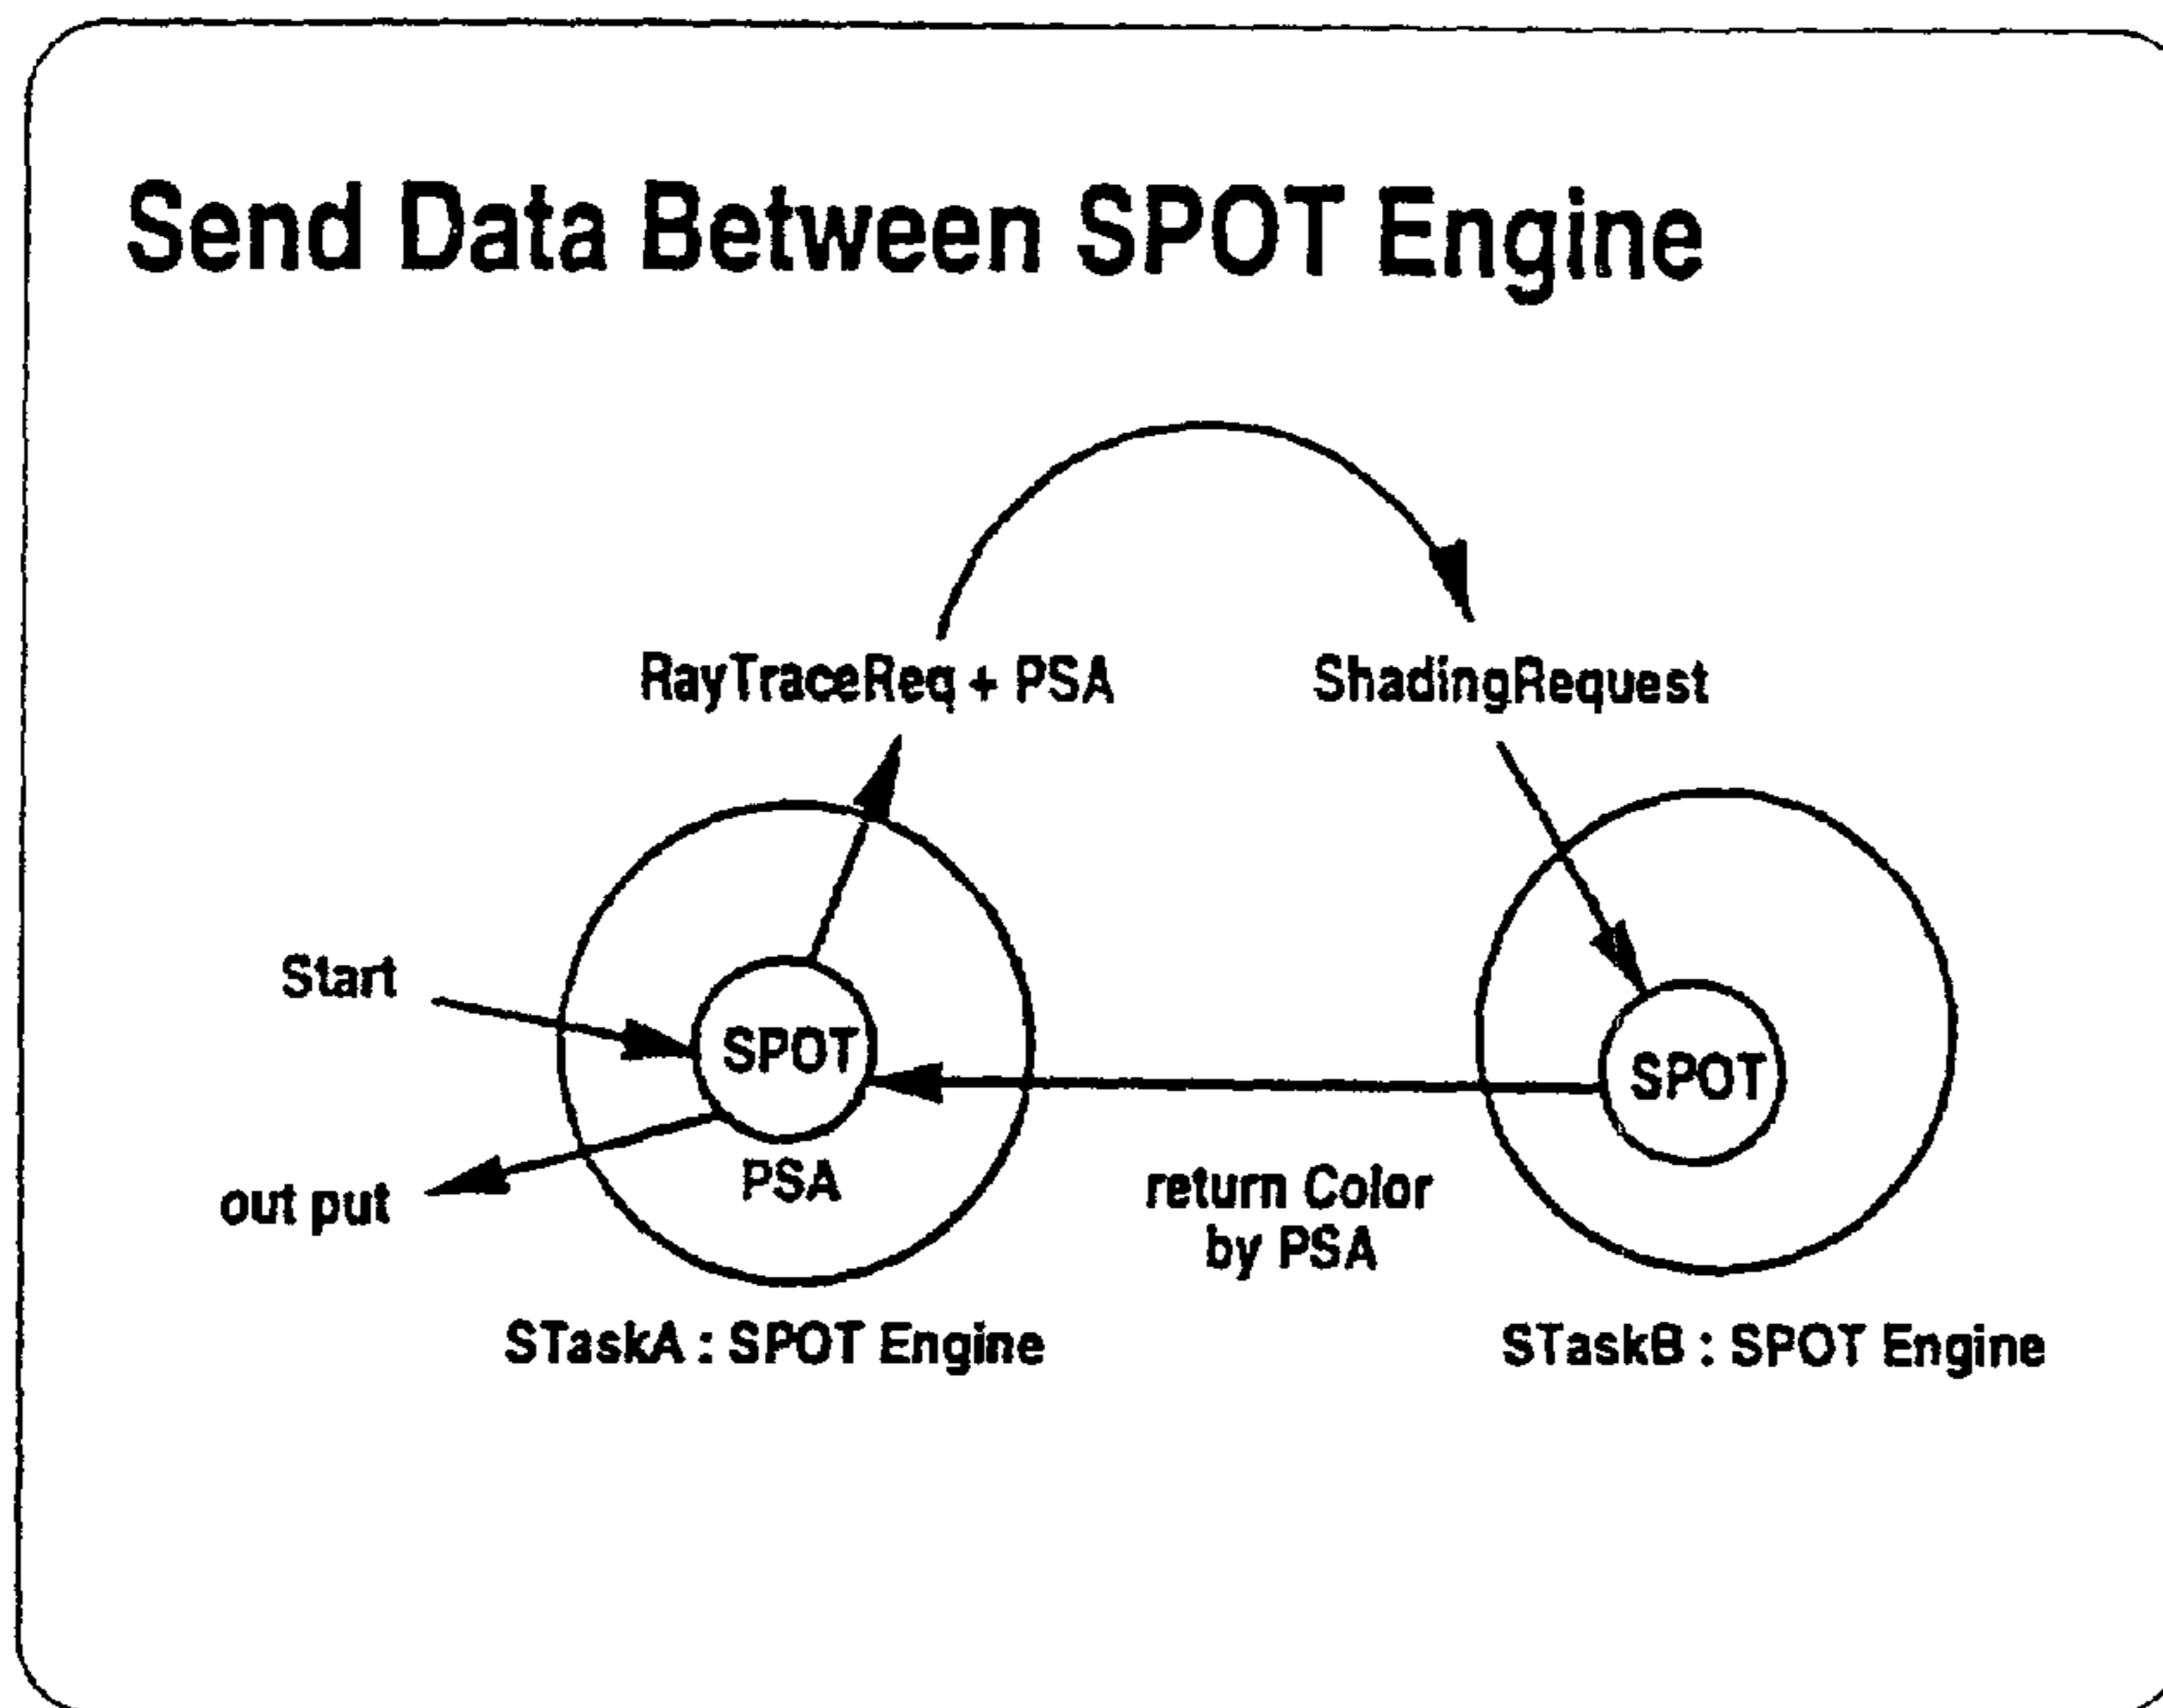 Send Data Between SPOT Engine
RayTraceReq + PSA
ShadingRequest
Start
SPOT
SPOT
PSA
out put
return Color
by PSA
STaskA : SPOT Engine
STaskB : SPOT Engine